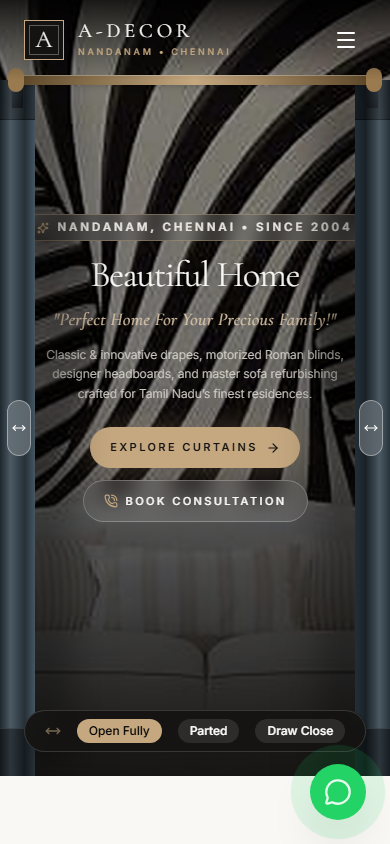 A
A-DECOR
NANDANAM • CHENNAI
NANDANAM, CHENNAI • SINCE 2004
Beautiful Home
"Perfect Home For Your Precious Family!"
Classic & innovative drapes, motorized Roman blinds,
designer headboards, and master sofa refurbishing
crafted for Tamil Nadu's finest residences.
EXPLORE CURTAINS →
BOOK CONSULTATION
Open Fully
Parted
Draw Close